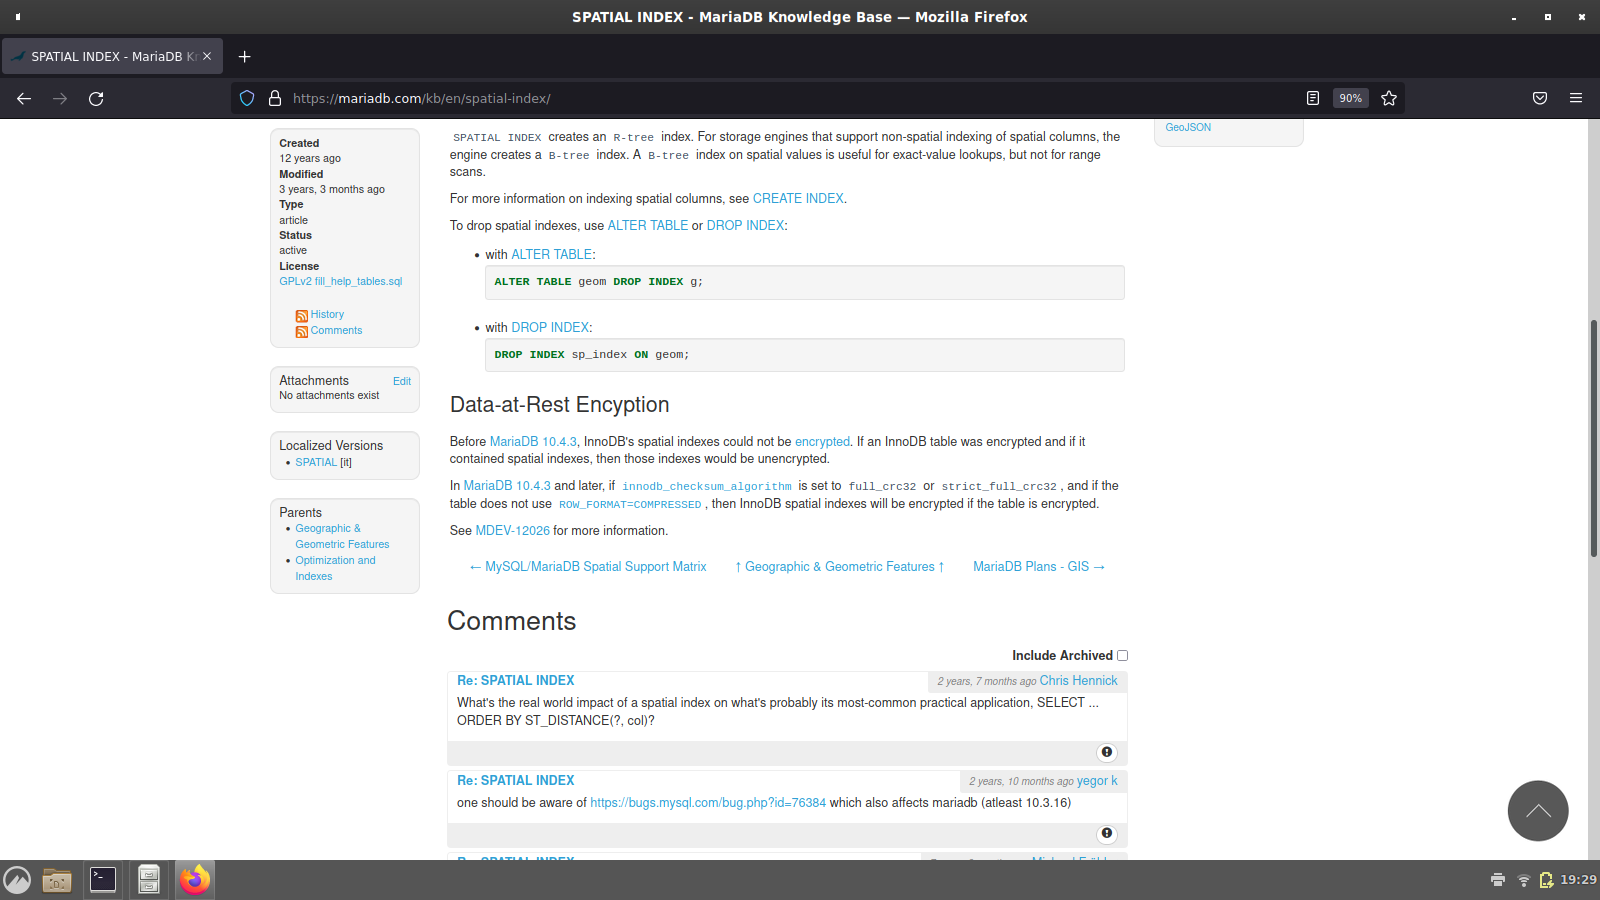 SPATIAL INDEX - MariaDB Knowledge Base — Mozilla Firefox
SPATIAL INDEX - MariaDB Kn
https://mariadb.com/kb/en/spatial-index/
90%
Created
12 years ago
Modified
3 years, 3 months ago
Type
article
Status
active
License
GPLv2 fill_help_tables.sql
History
Comments
Attachments Edit
No attachments exist
Localized Versions
• SPATIAL [it]
Parents
• Geographic &
Geometric Features
• Optimization and
Indexes
SPATIAL INDEX creates an R-tree index. For storage engines that support non-spatial indexing of spatial columns, the
engine creates a B-tree index. A B-tree index on spatial values is useful for exact-value lookups, but not for range
scans.
For more information on indexing spatial columns, see CREATE INDEX.
To drop spatial indexes, use ALTER TABLE or DROP INDEX:
• with ALTER TABLE:
ALTER TABLE geom DROP INDEX g;
• with DROP INDEX:
DROP INDEX sp_index ON geom;
Data-at-Rest Encyption
Before MariaDB 10.4.3, InnoDB's spatial indexes could not be encrypted. If an InnoDB table was encrypted and if it
contained spatial indexes, then those indexes would be unencrypted.
In MariaDB 10.4.3 and later, if innodb_checksum_algorithm is set to full_crc32 or strict_full_crc32, and if the
table does not use ROW_FORMAT=COMPRESSED, then InnoDB spatial indexes will be encrypted if the table is encrypted.
See MDEV-12026 for more information.
← MySQL/MariaDB Spatial Support Matrix ↑ Geographic & Geometric Features ↑ MariaDB Plans - GIS →
Comments
Include Archived
Re: SPATIAL INDEX 2 years, 7 months ago Chris Hennick
What's the real world impact of a spatial index on what's probably its most-common practical application, SELECT ...
ORDER BY ST_DISTANCE(?, col)?
Re: SPATIAL INDEX 2 years, 10 months ago yegor k
one should be aware of https://bugs.mysql.com/bug.php?id=76384 which also affects mariadb (atleast 10.3.16)
Re: SPATIAL INDEX
GeoJSON
19:29